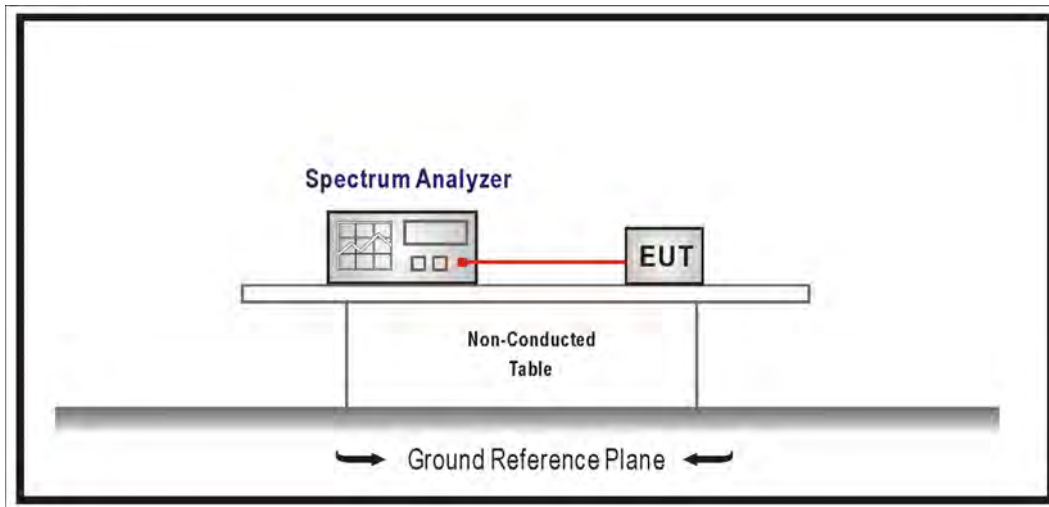 Spectrum Analyzer
EUT
Non-Conducted
Table
Ground Reference Plane